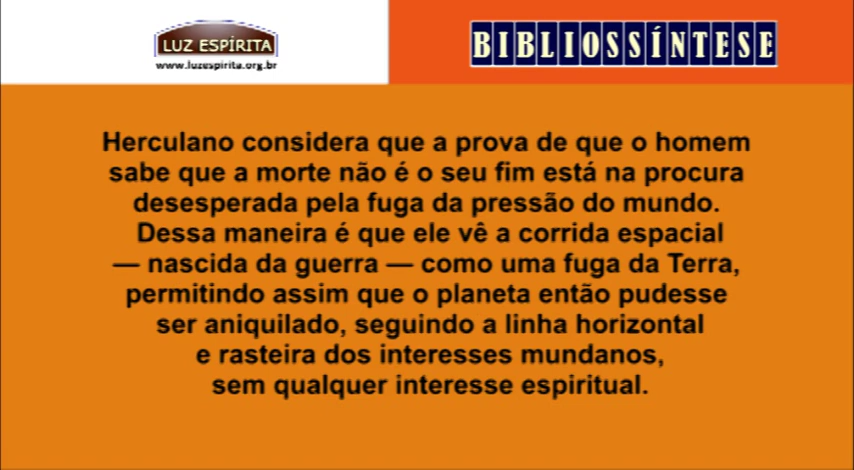 LUZ ESPÍRITA
www.luzespirita.org.br
BIBLIOSSÍNTESE
Herculano considera que a prova de que o homem
sabe que a morte não é o seu fim está na procura
desesperada pela fuga da pressão do mundo.
Dessa maneira é que ele vê a corrida espacial
— nascida da guerra — como uma fuga da Terra,
permitindo assim que o planeta então pudesse
ser aniquilado, seguindo a linha horizontal
e rasteira dos interesses mundanos,
sem qualquer interesse espiritual.